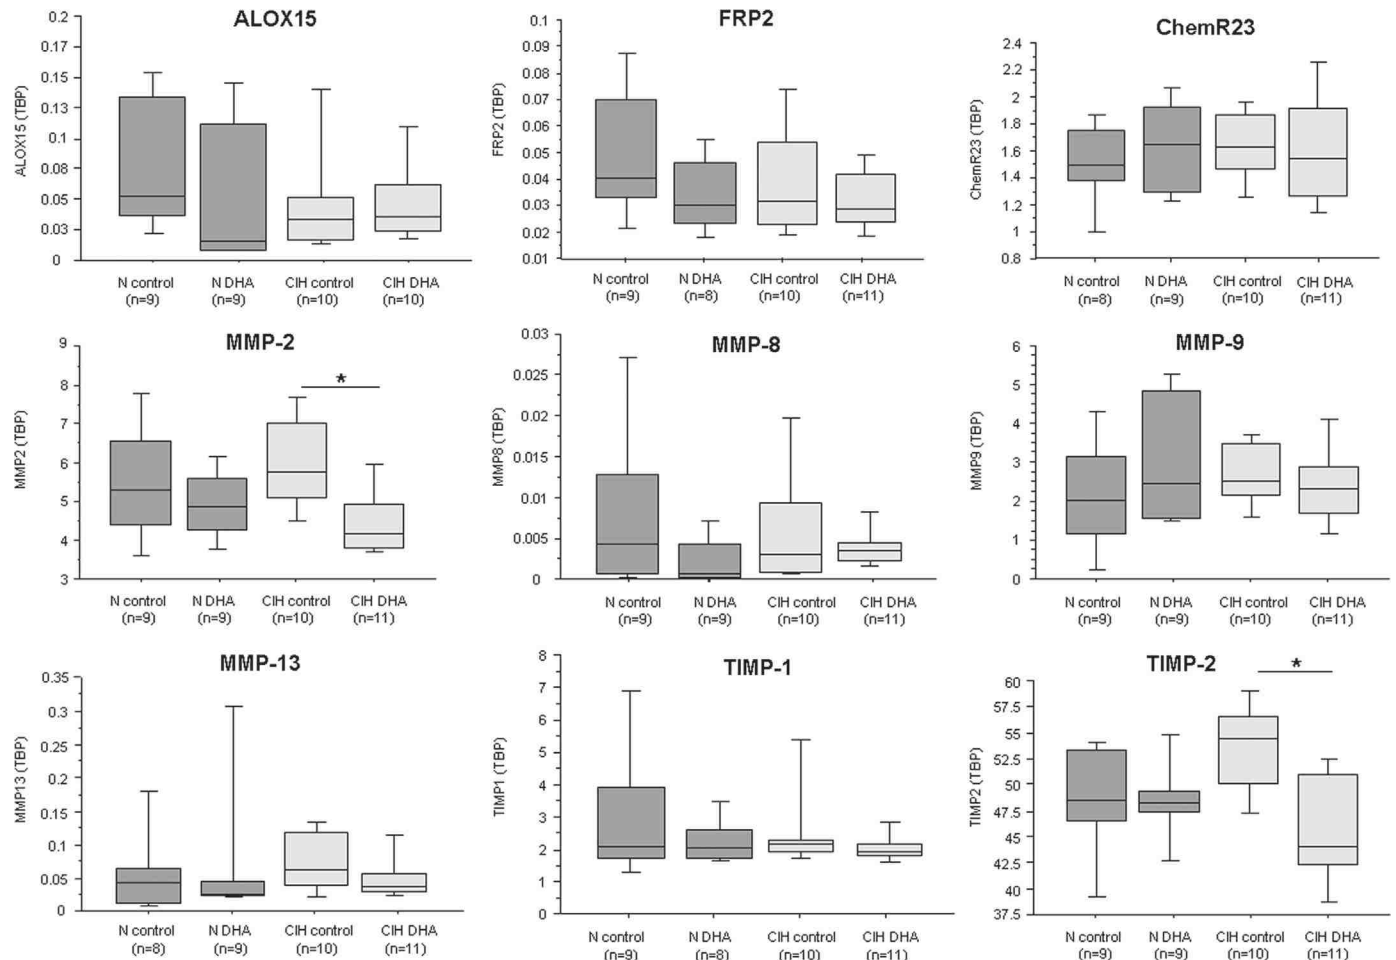 ALOX15
ALOX15 (TBP)
0.2
0.17
0.15
0.13
0.1
0.08
0.05
0.03
0
N control
(n=9)
N DHA
(n=9)
CIH control
(n=10)
CIH DHA
(n=10)
FRP2
FRP2 (TBP)
0.1
0.09
0.08
0.07
0.06
0.05
0.04
0.03
0.02
0.01
N control
(n=9)
N DHA
(n=8)
CIH control
(n=10)
CIH DHA
(n=11)
ChemR23
ChemR23 (TBP)
2.4
2.2
2
1.8
1.6
1.4
1.2
1
0.8
N control
(n=8)
N DHA
(n=9)
CIH control
(n=10)
CIH DHA
(n=11)
MMP-2
MMP2 (TBP)
9
8
7
6
5
4
3
*
N control
(n=9)
N DHA
(n=9)
CIH control
(n=10)
CIH DHA
(n=11)
MMP-8
MMP8 (TBP)
0.03
0.025
0.02
0.015
0.01
0.005
0
N control
(n=9)
N DHA
(n=9)
CIH control
(n=10)
CIH DHA
(n=11)
MMP-9
MMP9 (TBP)
6
5
4
3
2
1
0
N control
(n=9)
N DHA
(n=9)
CIH control
(n=10)
CIH DHA
(n=11)
MMP-13
MMP13 (TBP)
0.35
0.3
0.25
0.2
0.15
0.1
0.05
0
N control
(n=8)
N DHA
(n=9)
CIH control
(n=10)
CIH DHA
(n=11)
TIMP-1
TIMP1 (TBP)
8
7
6
5
4
3
2
1
0
N control
(n=9)
N DHA
(n=8)
CIH control
(n=10)
CIH DHA
(n=11)
TIMP-2
TIMP2 (TBP)
60
57.5
55
52.5
50
47.5
45
42.5
40
37.5
*
N control
(n=9)
N DHA
(n=9)
CIH control
(n=10)
CIH DHA
(n=11)